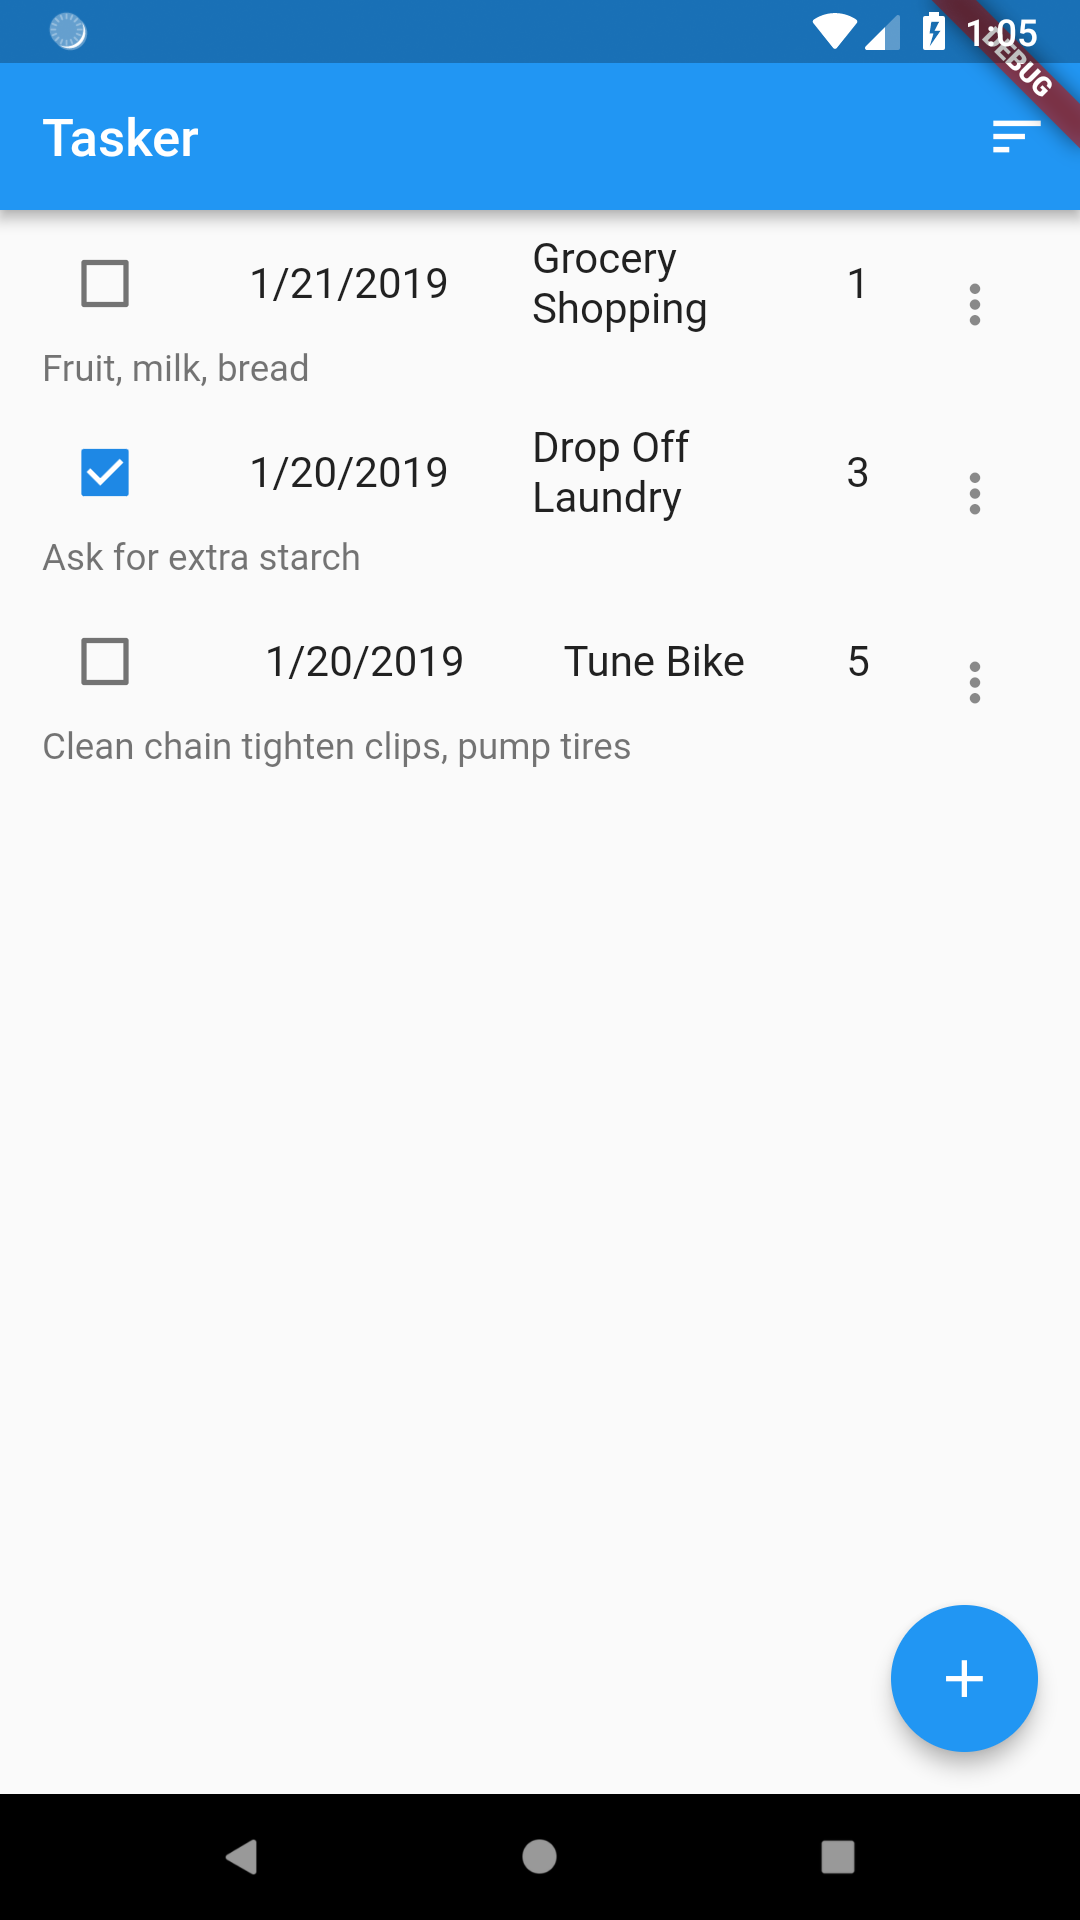 1:05
DEBUG
Tasker
1/21/2019 Grocery Shopping 1
Fruit, milk, bread
1/20/2019 Drop Off Laundry 3
Ask for extra starch
1/20/2019 Tune Bike 5
Clean chain tighten clips, pump tires